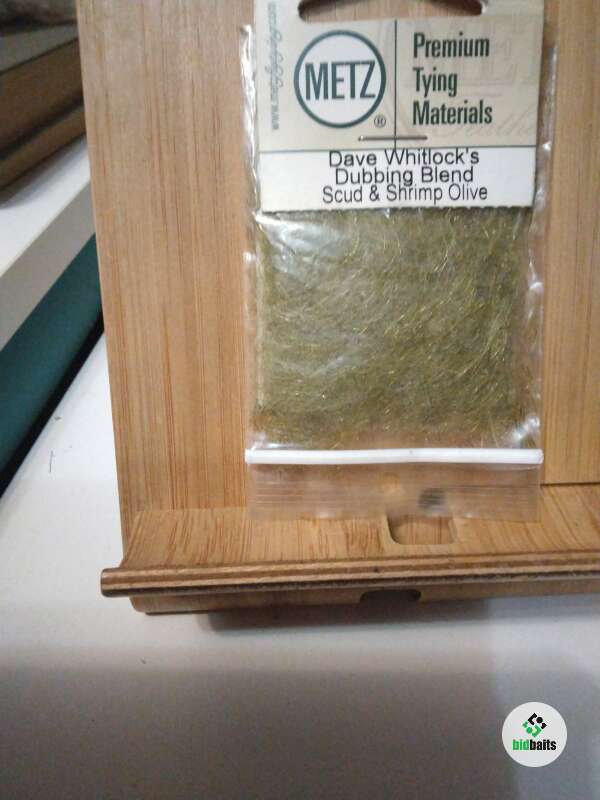 METZ
®
Premium
Tying
Materials
Dave Whitlock's
Dubbing Blend
Scud & Shrimp Olive
bidbaits